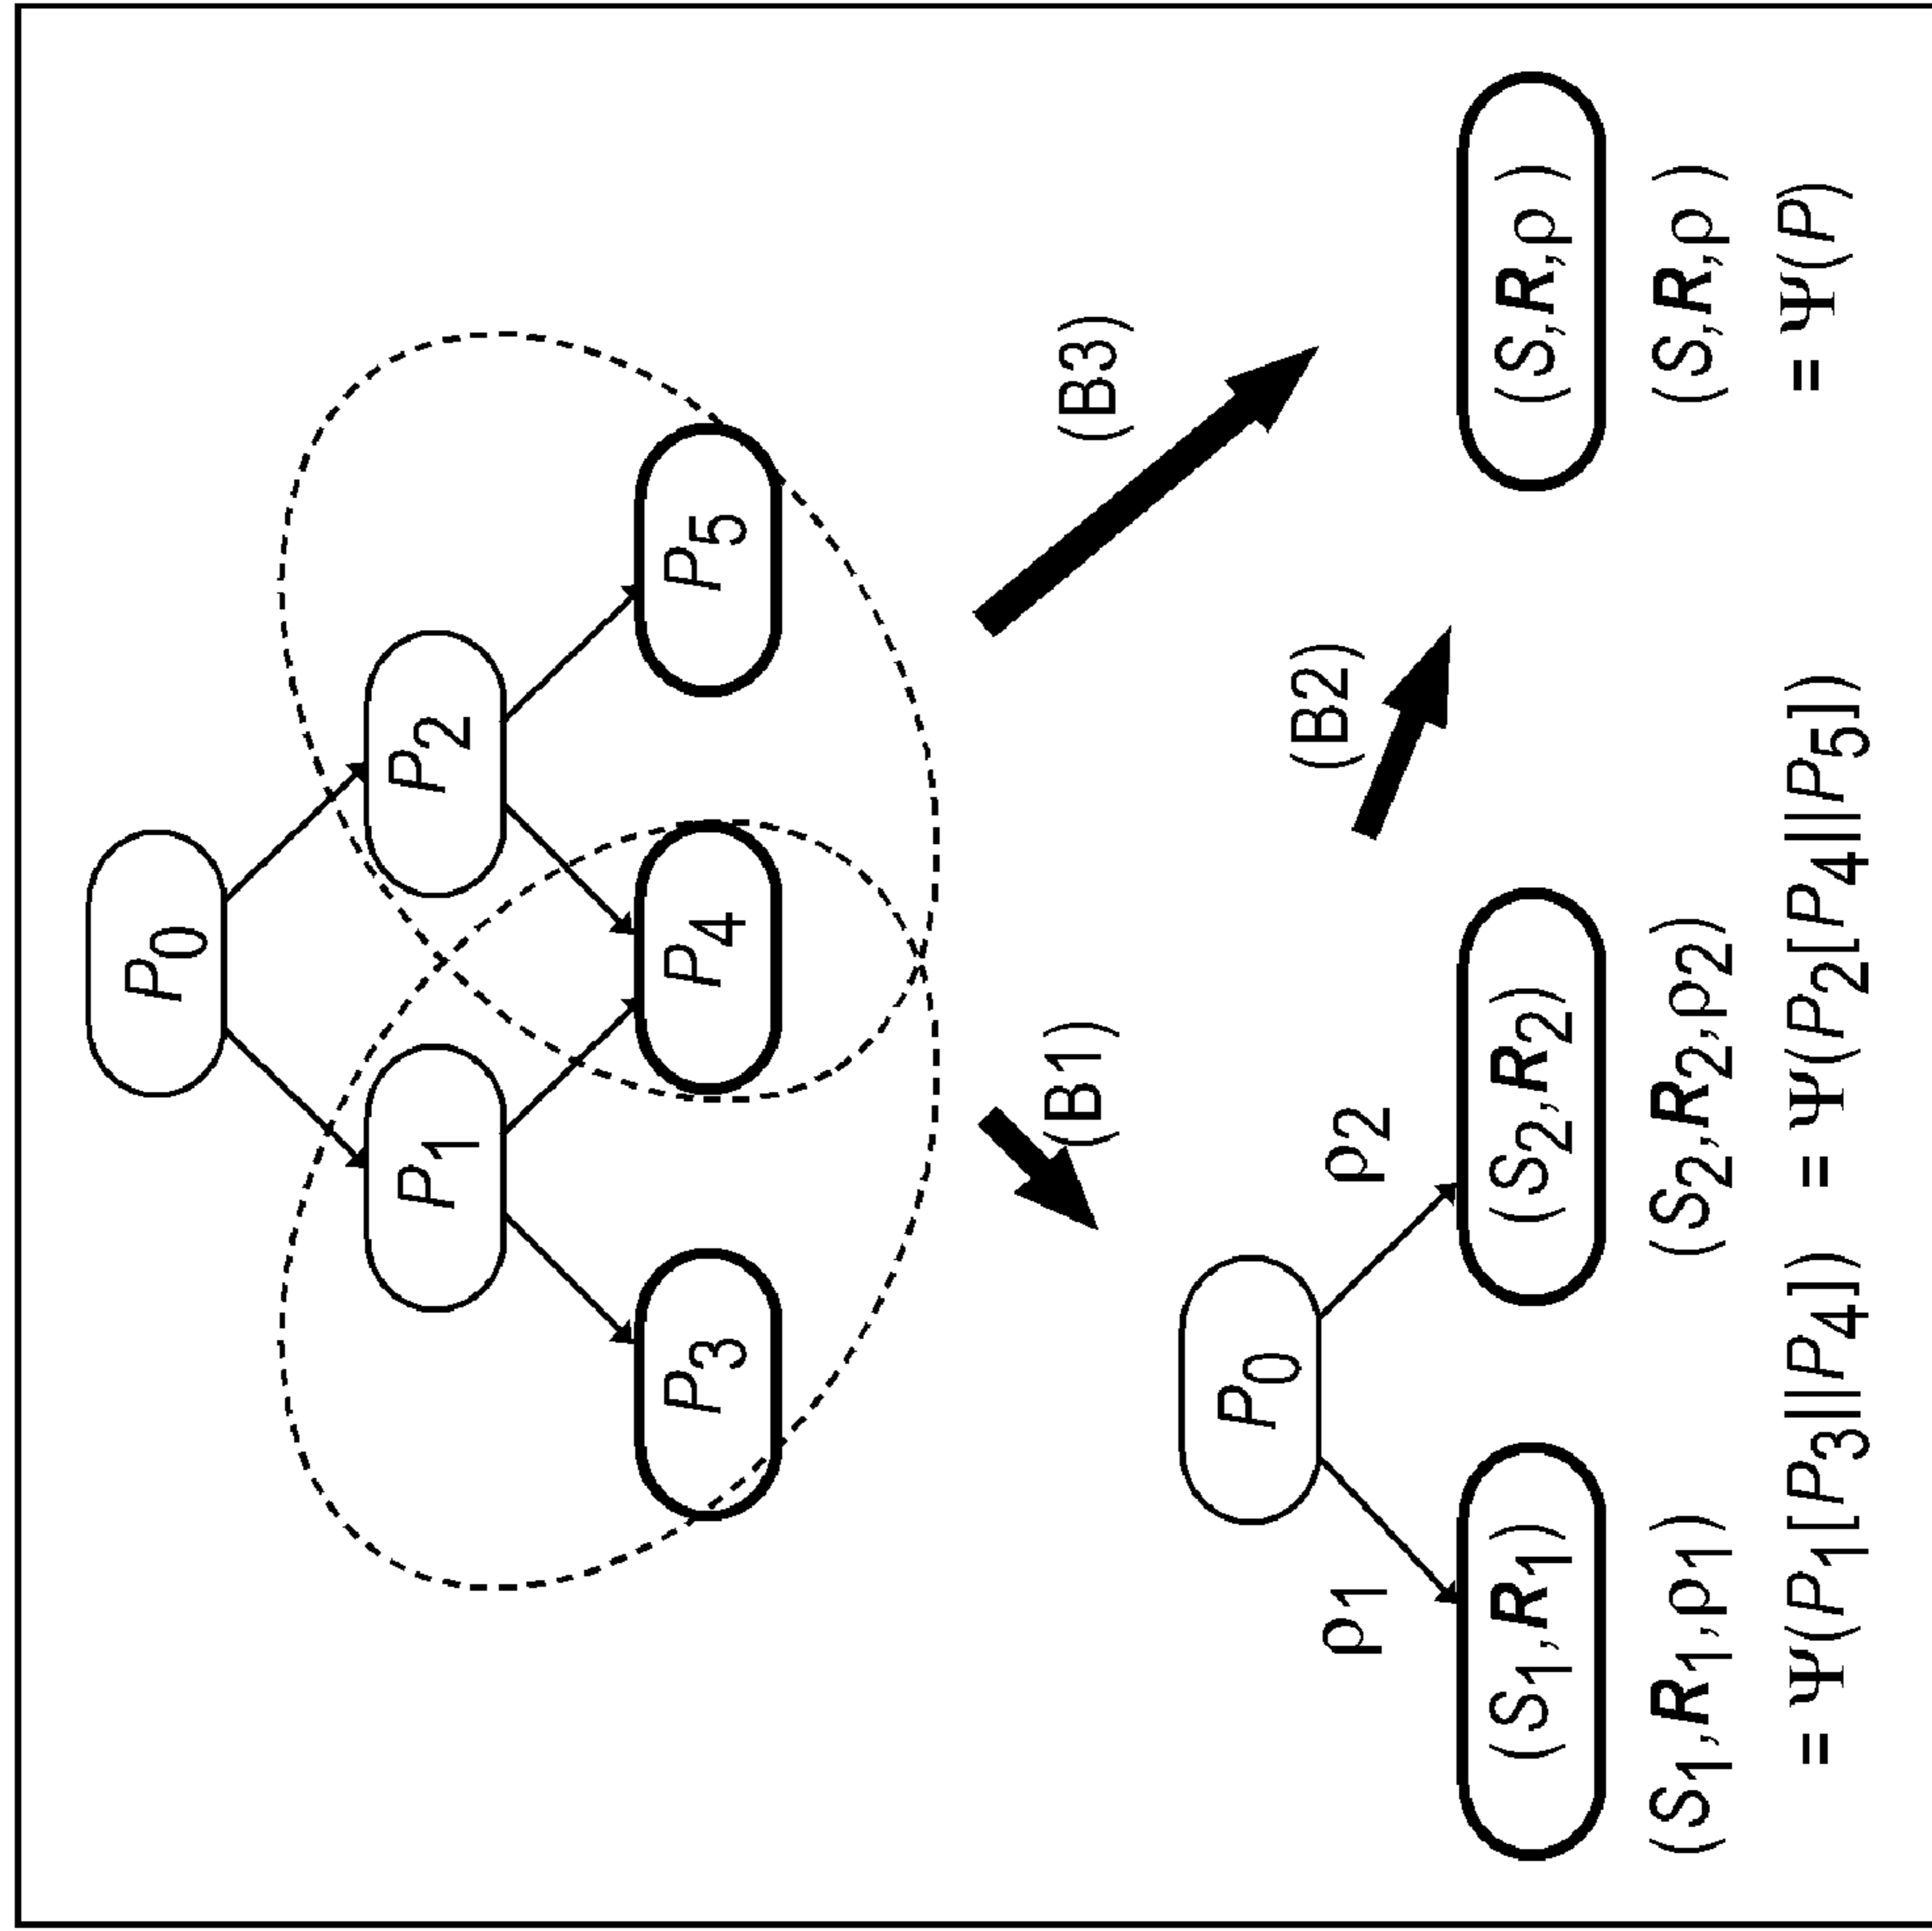 P0
P1 P2
P3 P4 P5
(B1) (B3)
P0 (B2)
ρ1 ρ2
(S1,R1) (S2,R2) (S,R,ρ)
(S1,R1,ρ1) (S2,R2,ρ2) (S,R,ρ)
= Ψ(P1[P3||P4]) = Ψ(P2[P4||P5]) = Ψ(P)